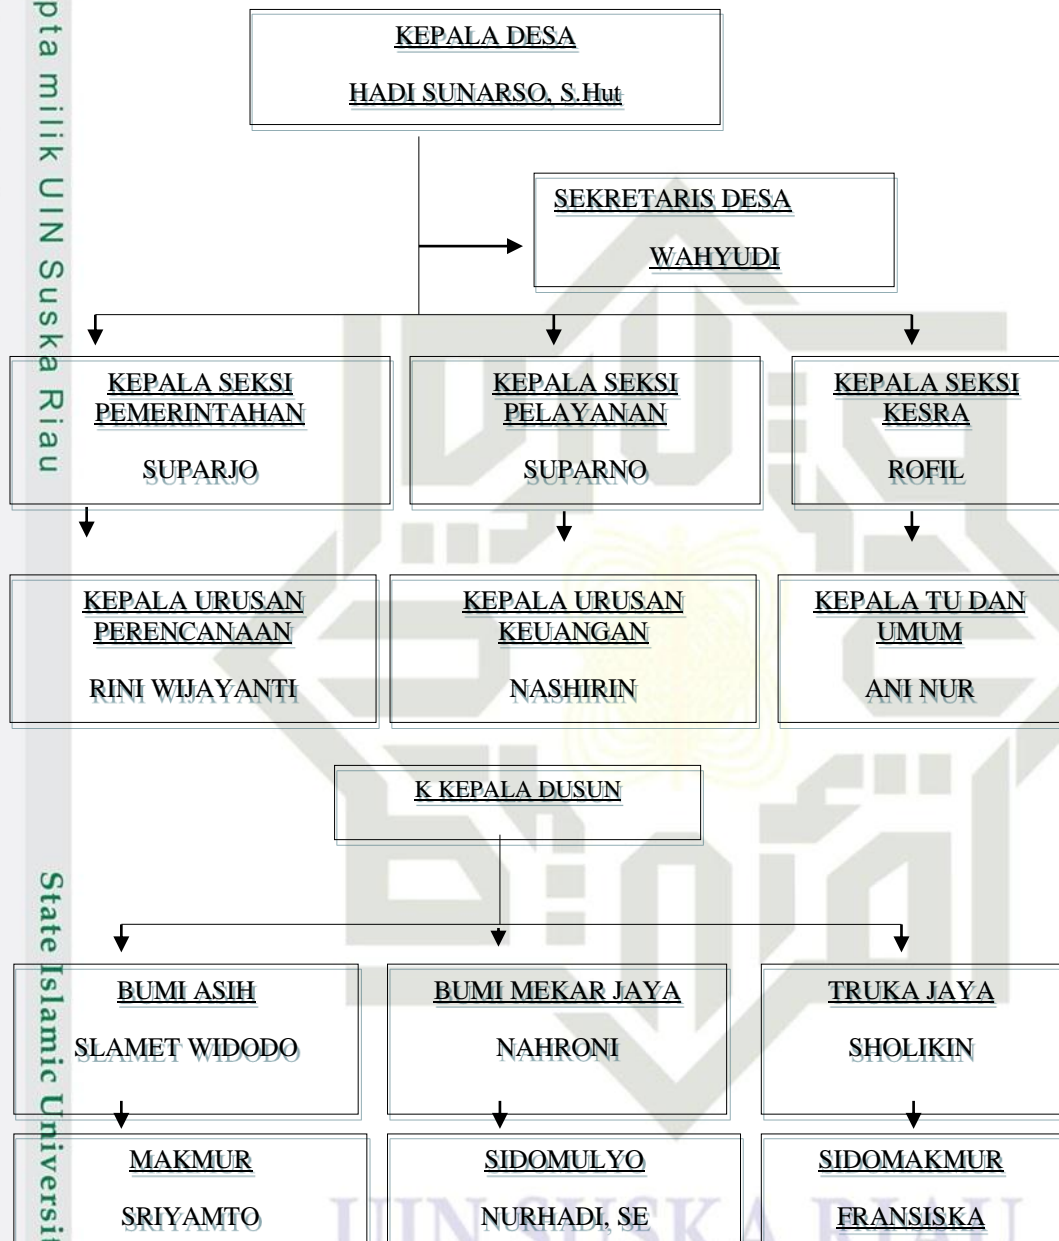 KEPALA DESA
HADI SUNARSO, S.Hut
SEKRETARIS DESA
WAHYUDI
KEPALA SEKSI
PEMERINTAHAN
SUPARJO
KEPALA SEKSI
PELAYANAN
SUPARNO
KEPALA SEKSI
KESRA
ROFIL
KEPALA URUSAN
PERENCANAAN
RINI WIJAYANTI
KEPALA URUSAN
KEUANGAN
NASHIRIN
KEPALA TU DAN
UMUM
ANI NUR
K KEPALA DUSUN
BUMI ASIH
SLAMET WIDODO
BUMI MEKAR JAYA
NAHRONI
TRUKA JAYA
SHOLIKIN
MAKMUR
SRIYAMTO
SIDOMULYO
NURHADI, SE
SIDOMAKMUR
FRANSISKA
pta milik UIN Suska Riau
State Islamic Universit
UIN SUSKA RIAU